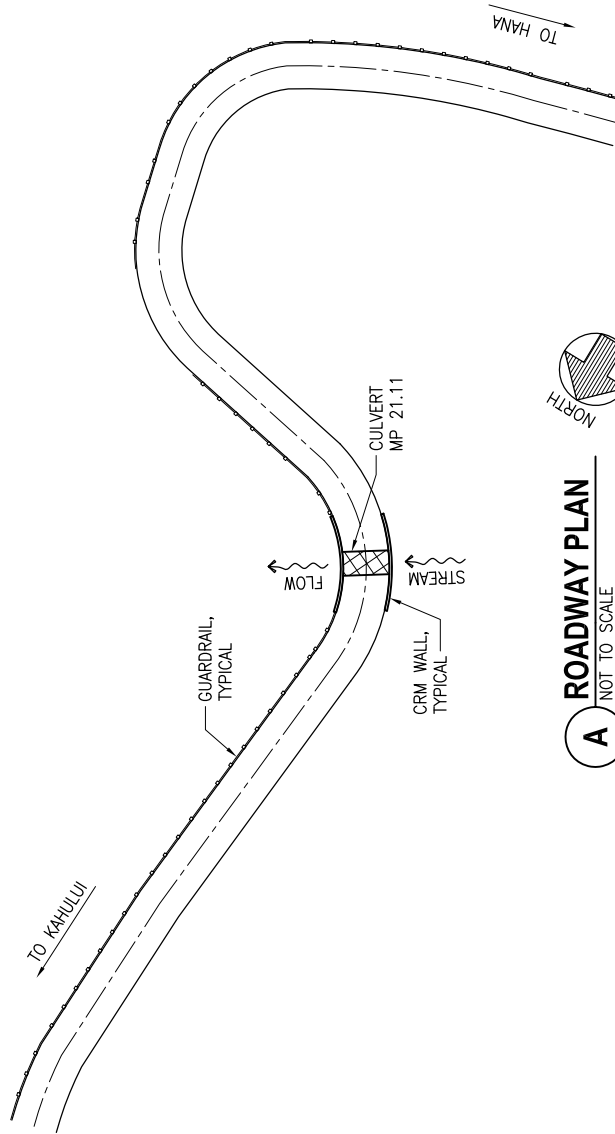 TO HANA
TO KAHULUI
GUARDRAIL,
TYPICAL
FLOW
CULVERT
MP 21.11
STREAM
CRM WALL,
TYPICAL
NORTH
A
ROADWAY PLAN
NOT TO SCALE